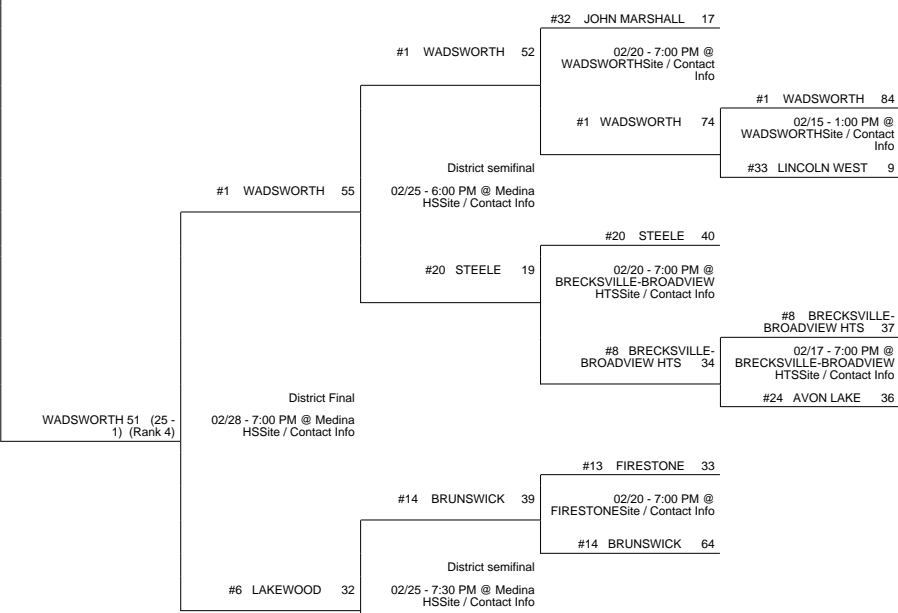 #32 JOHN MARSHALL 17
#1 WADSWORTH 52
02/20 - 7:00 PM @
WADSWORTHSite / Contact
Info
#1 WADSWORTH 84
#1 WADSWORTH 74
02/15 - 1:00 PM @
WADSWORTHSite / Contact
Info
District semifinal
#33 LINCOLN WEST 9
#1 WADSWORTH 55
02/25 - 6:00 PM @ Medina
HSSite / Contact Info
#20 STEELE 40
#20 STEELE 19
02/20 - 7:00 PM @
BRECKSVILLE-BROADVIEW
HTSSite / Contact Info
#8 BRECKSVILLE-
BROADVIEW HTS 37
#8 BRECKSVILLE-
BROADVIEW HTS 34
02/17 - 7:00 PM @
BRECKSVILLE-BROADVIEW
HTSSite / Contact Info
District Final
#24 AVON LAKE 36
WADSWORTH 51 (25 -
1) (Rank 4)
02/28 - 7:00 PM @ Medina
HSSite / Contact Info
#13 FIRESTONE 33
#14 BRUNSWICK 39
02/20 - 7:00 PM @
FIRESTONESite / Contact Info
#14 BRUNSWICK 64
District semifinal
#6 LAKEWOOD 32
02/25 - 7:30 PM @ Medina
HSSite / Contact Info